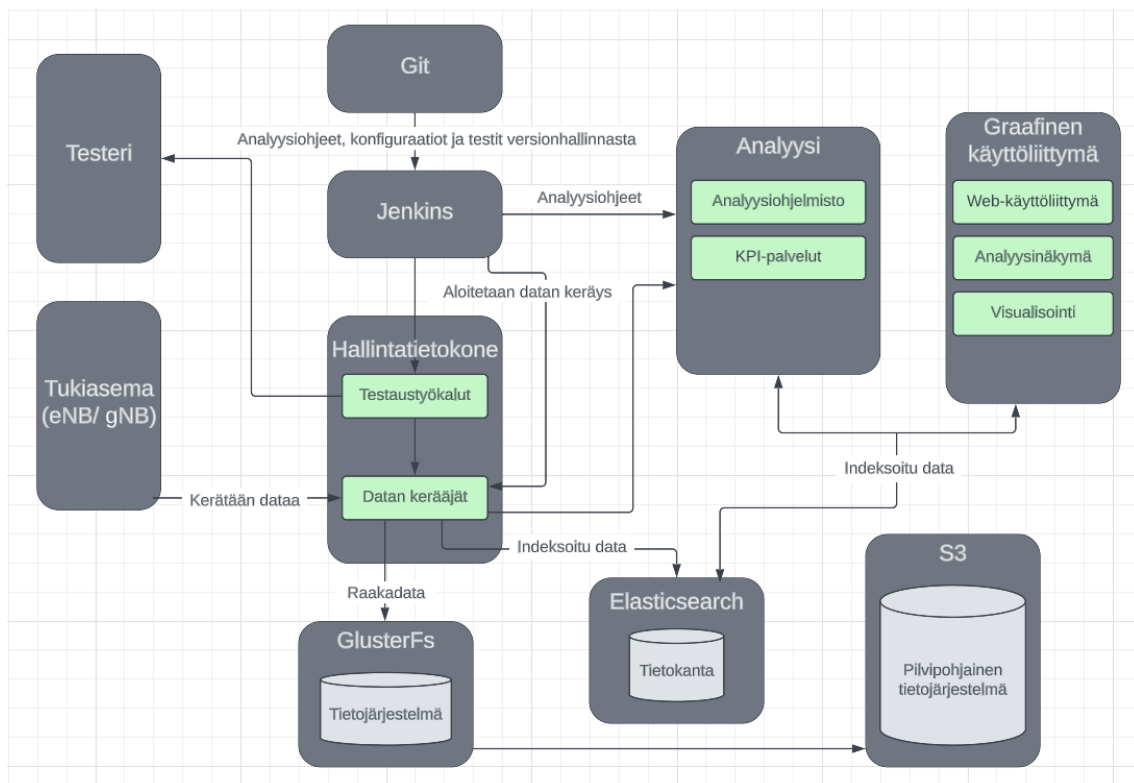 Git
Analyysiohjeet, konfiguraatiot ja testit versionhallinnasta
Testeri
Jenkins
Analyysiohjeet
Analyysi
Analyysiohjelmisto
KPI-palvelut
Graafinen
käyttöliittymä
Web-käyttöliittymä
Analyysinäkymä
Visualisointi
Aloitetaan datan keräys
Hallintatietokone
Testaustyökalut
Tukiasema
(eNB/ gNB)
Kerätään dataa
Datan kerääjät
Indeksoitu data
Indeksoitu data
Raakadata
GlusterFs
Tietojärjestelmä
Elasticsearch
Tietokanta
S3
Pilvipohjainen
tietojärjestelmä